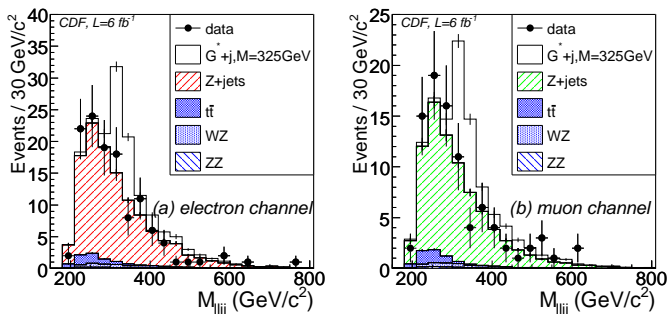 CDF, L=6 fb⁻¹
data
G*+j,M=325GeV
Z+jets
tt̄
WZ
ZZ
(a) electron channel
Events / 30 GeV/c²
40
35
30
25
20
15
10
5
0
200 400 600 800
M_lljj (GeV/c²)
CDF, L=6 fb⁻¹
data
G*+j,M=325GeV
Z+jets
tt̄
WZ
ZZ
(b) muon channel
Events / 30 GeV/c²
25
20
15
10
5
0
200 400 600 800
M_lljj (GeV/c²)